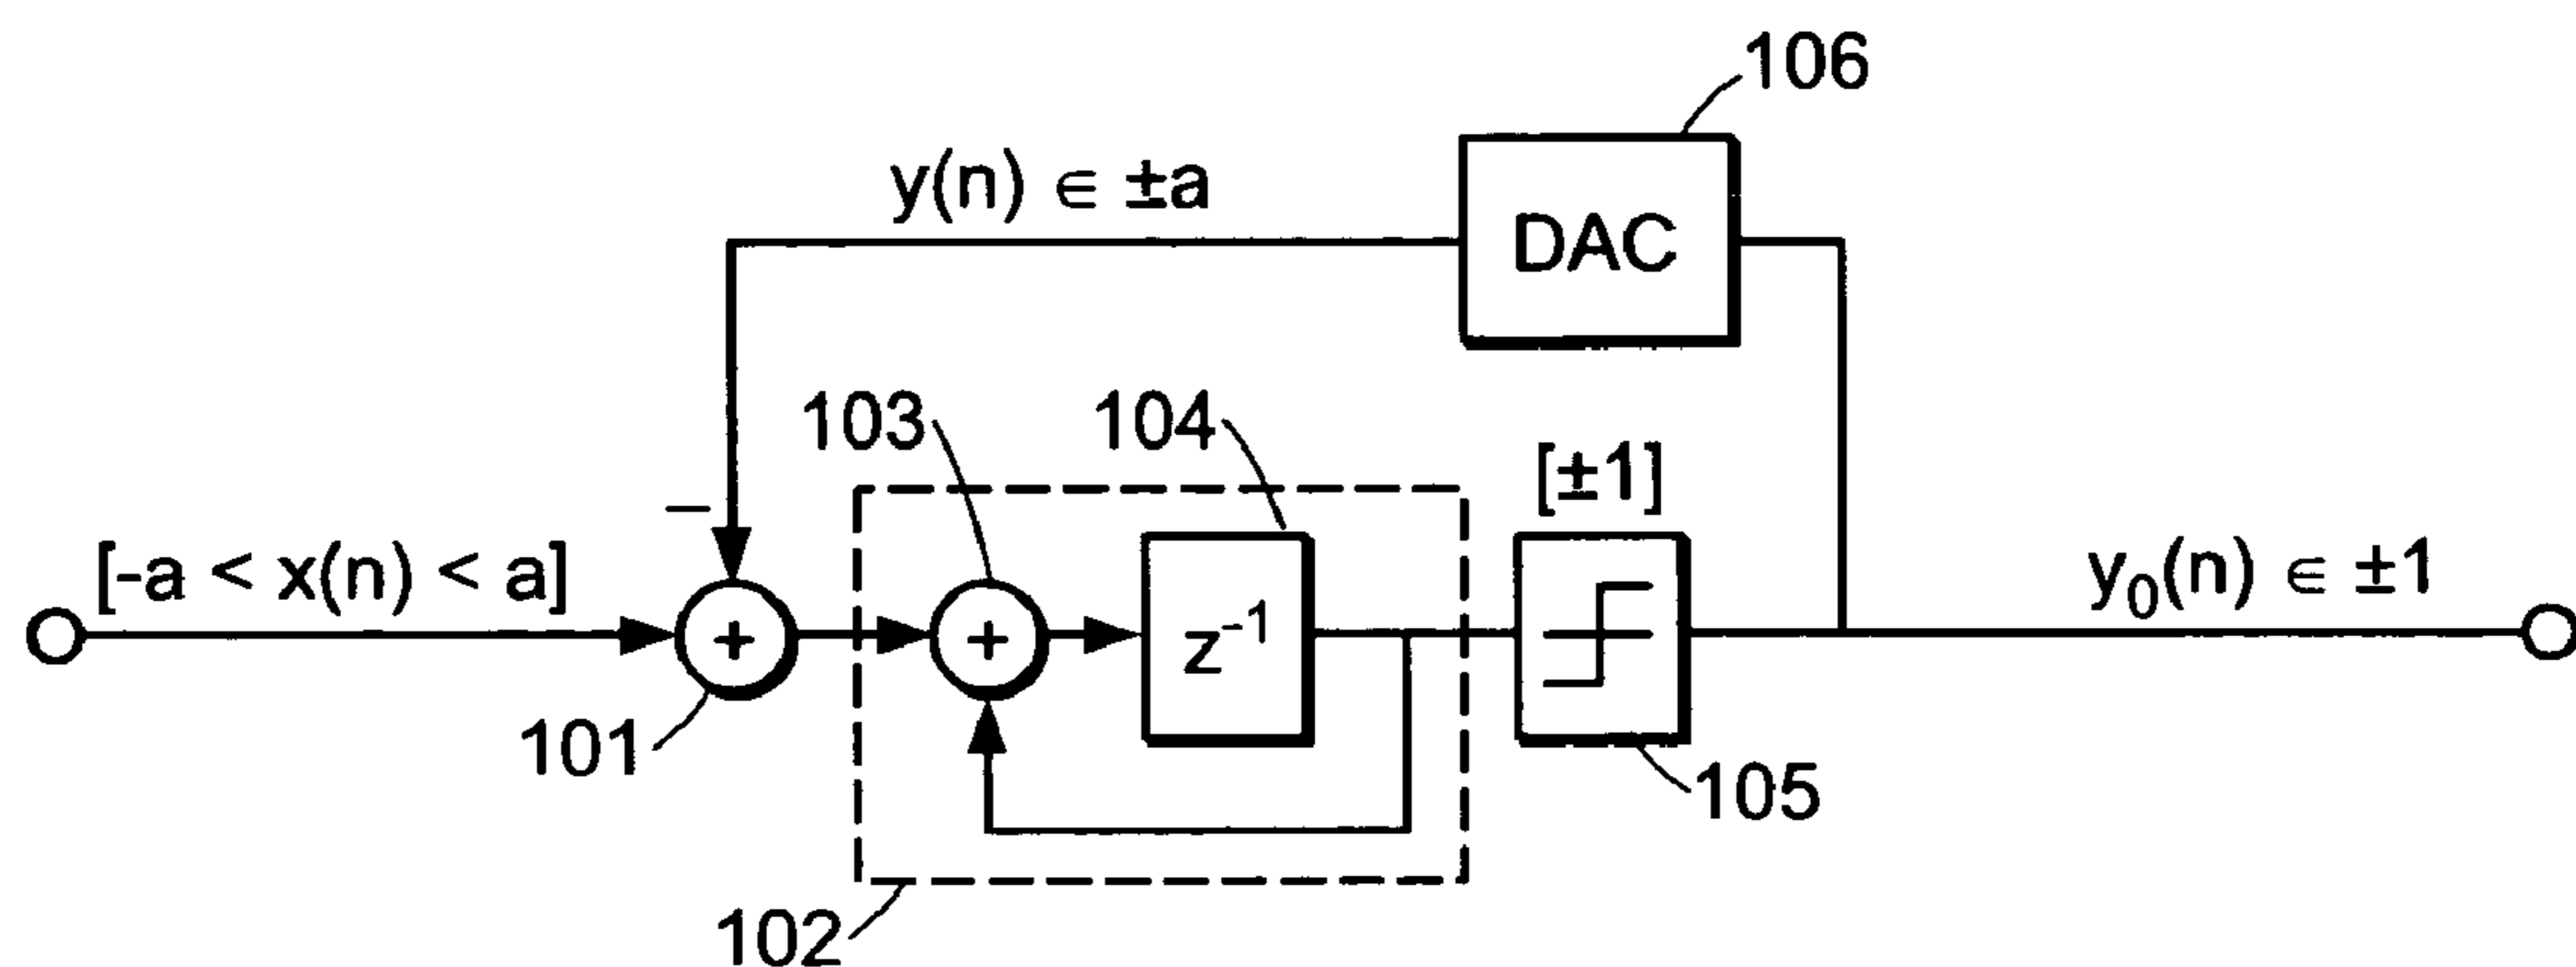 106
y(n) ∈ ±a
DAC
103
104
[±1]
[-a < x(n) < a]
−
+
+
z⁻¹
y₀(n) ∈ ±1
101
105
102